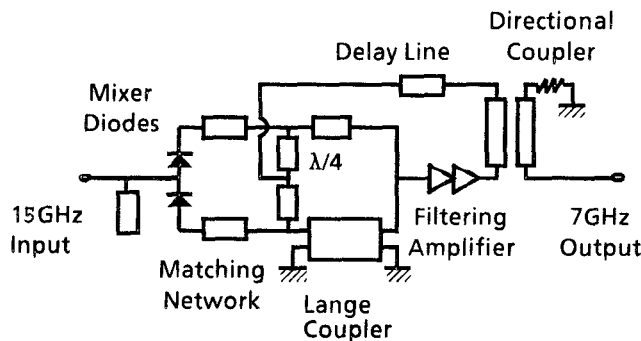 Directional
Coupler
Delay Line
Mixer
Diodes
λ/4
15GHz
Input
Filtering
Amplifier
7GHz
Output
Matching
Network
Lange
Coupler